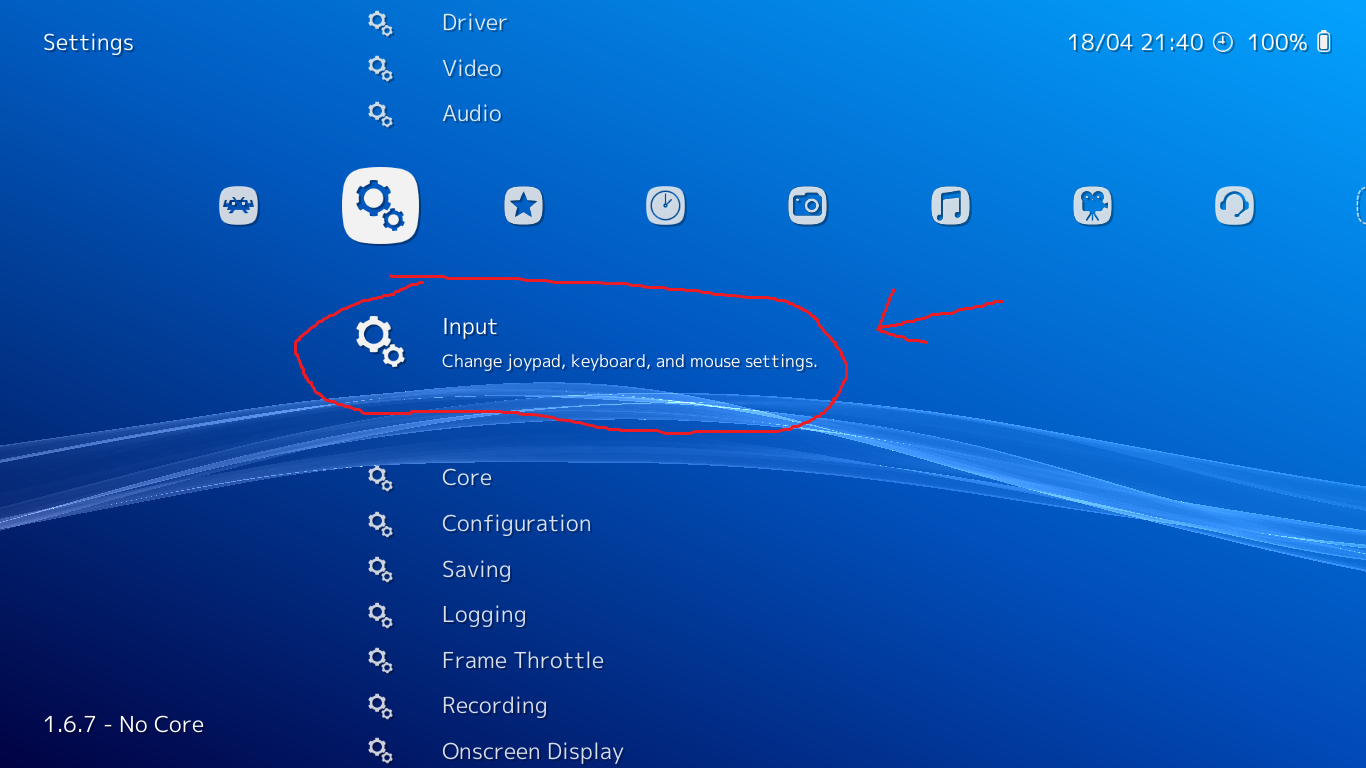 Driver
Settings
18/04 21:40 100%
Video
Audio
Input
Change joypad, keyboard, and mouse settings.
Core
Configuration
Saving
Logging
Frame Throttle
Recording
1.6.7 - No Core
Onscreen Display